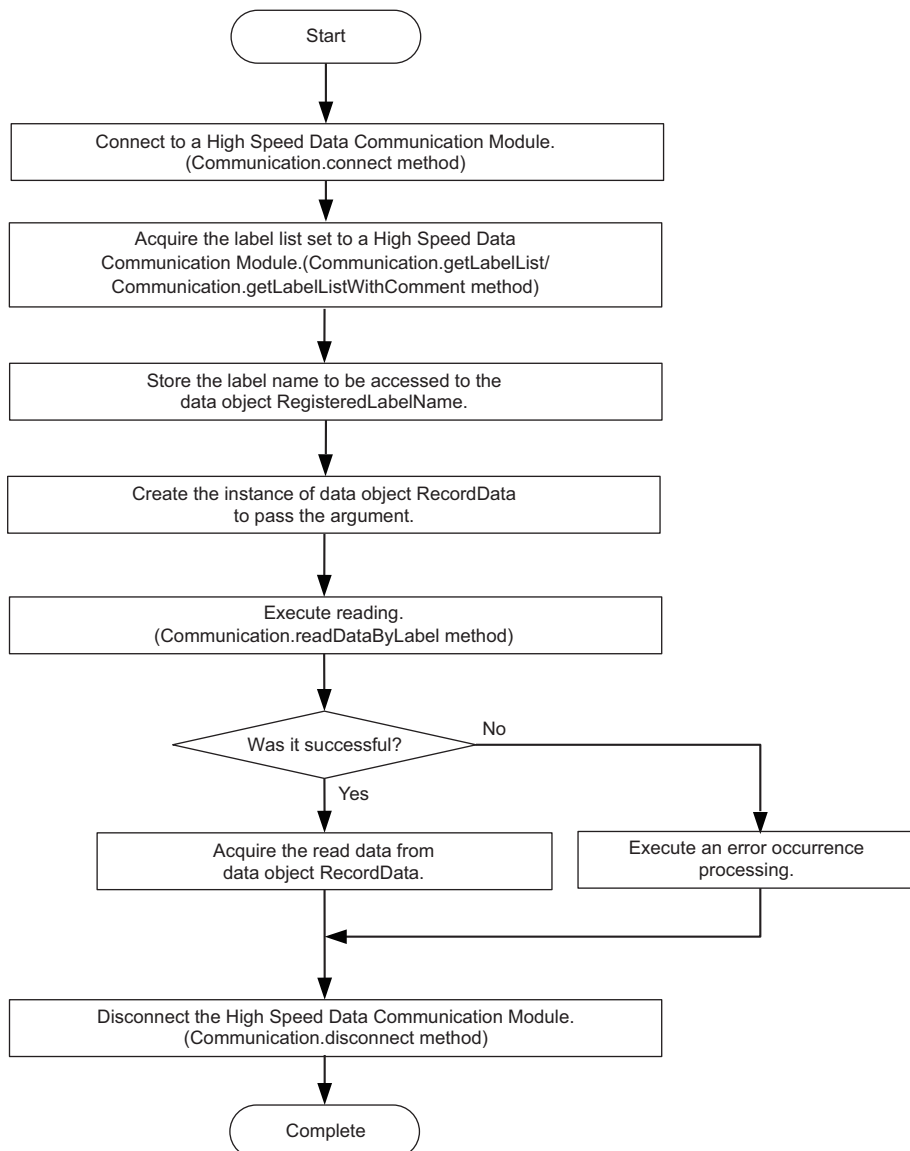 Start
Connect to a High Speed Data Communication Module.
(Communication.connect method)
Acquire the label list set to a High Speed Data
Communication Module.(Communication.getLabelList/
Communication.getLabelListWithComment method)
Store the label name to be accessed to the
data object RegisteredLabelName.
Create the instance of data object RecordData
to pass the argument.
Execute reading.
(Communication.readDataByLabel method)
Was it successful?
No
Yes
Acquire the read data from
data object RecordData.
Execute an error occurrence
processing.
Disconnect the High Speed Data Communication Module.
(Communication.disconnect method)
Complete